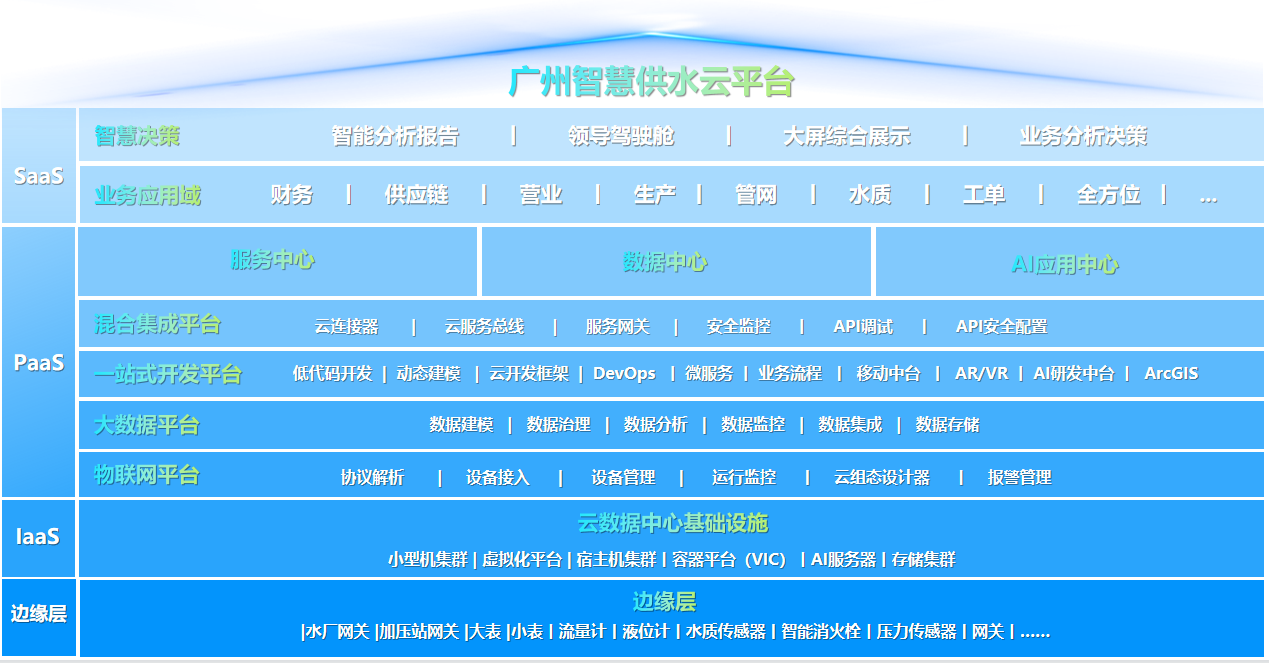 广州智慧供水云平台
SaaS
智慧决策 智能分析报告 | 领导驾驶舱 | 大屏综合展示 | 业务分析决策
业务应用域 财务 | 供应链 | 营业 | 生产 | 管网 | 水质 | 工单 | 全方位 | ...
PaaS
服务中心 数据中心 AI应用中心
混合集成平台 云连接器 | 云服务总线 | 服务网关 | 安全监控 | API调试 | API安全配置
一站式开发平台 低代码开发 | 动态建模 | 云开发框架 | DevOps | 微服务 | 业务流程 | 移动中台 | AR/VR | AI研发中台 | ArcGIS
大数据平台 数据建模 | 数据治理 | 数据分析 | 数据监控 | 数据集成 | 数据存储
物联网平台 协议解析 | 设备接入 | 设备管理 | 运行监控 | 云组态设计器 | 报警管理
IaaS
云数据中心基础设施
小型机集群 | 虚拟化平台 | 宿主机集群 | 容器平台（VIC） | AI服务器 | 存储集群
边缘层
边缘层
|水厂网关 |加压站网关 |大表 |小表 | 流量计 | 液位计 | 水质传感器 | 智能消火栓 | 压力传感器 | 网关 | ......